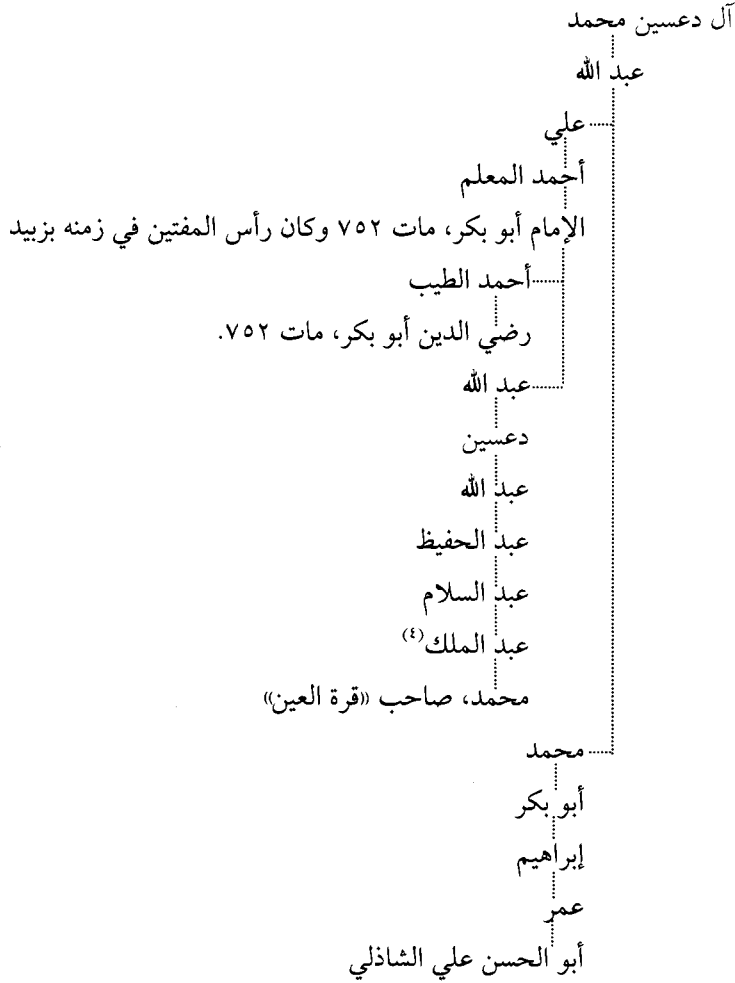 آل دعسين محمد
عبد الله
علي
أحمد المعلم
الإمام أبو بكر، مات ٧٥٢ وكان رأس المفتين في زمنه بزبيد
أحمد الطيب
رضي الدين أبو بكر، مات ٧٥٢.
عبد الله
دعسين
عبد الله
عبد الحفيظ
عبد السلام
عبد الملك(٤)
محمد، صاحب «قرة العين»
محمد
أبو بكر
إبراهيم
عمر
أبو الحسن علي الشاذلي